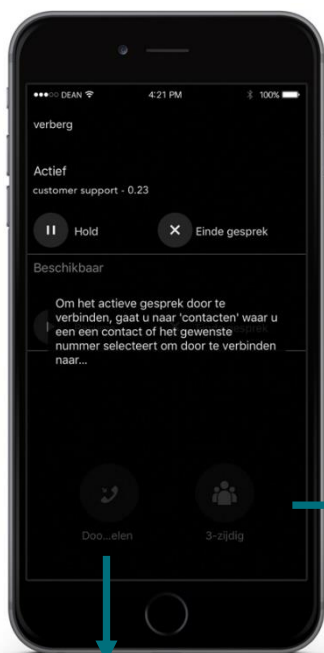 ●●●○○ DEAN 4:21 PM 100%
verberg
Actief
customer support - 0.23
Hold Einde gesprek
Beschikbaar
Om het actieve gesprek door te
verbinden, gaat u naar 'contacten' waar u
een een contact of het gewenste
nummer selecteert om door te verbinden
naar...
Doo...elen 3-zijdig